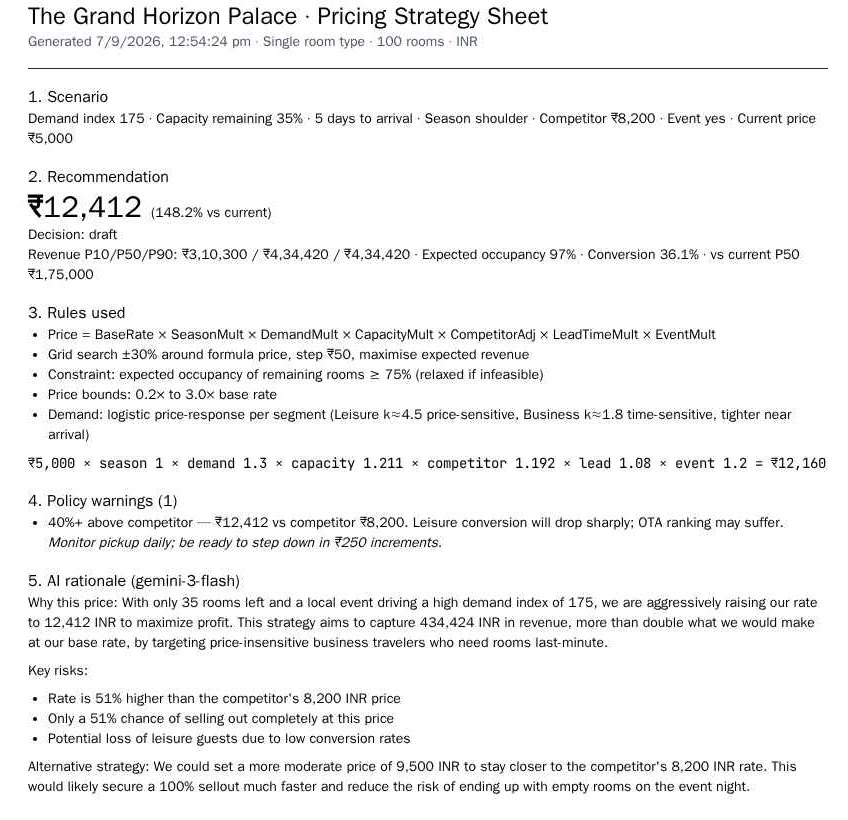 The Grand Horizon Palace · Pricing Strategy Sheet
Generated 7/9/2026, 12:54:24 pm · Single room type · 100 rooms · INR
1. Scenario
Demand index 175 · Capacity remaining 35% · 5 days to arrival · Season shoulder · Competitor ₹8,200 · Event yes · Current price
₹5,000
2. Recommendation
₹12,412 (148.2% vs current)
Decision: draft
Revenue P10/P50/P90: ₹3,10,300 / ₹4,34,420 / ₹4,34,420 · Expected occupancy 97% · Conversion 36.1% · vs current P50
₹1,75,000
3. Rules used
• Price = BaseRate × SeasonMult × DemandMult × CapacityMult × CompetitorAdj × LeadTimeMult × EventMult
• Grid search ±30% around formula price, step ₹50, maximise expected revenue
• Constraint: expected occupancy of remaining rooms ≥ 75% (relaxed if infeasible)
• Price bounds: 0.2× to 3.0× base rate
• Demand: logistic price-response per segment (Leisure k≈4.5 price-sensitive, Business k≈1.8 time-sensitive, tighter near
arrival)
₹5,000 × season 1 × demand 1.3 × capacity 1.211 × competitor 1.192 × lead 1.08 × event 1.2 = ₹12,160
4. Policy warnings (1)
• 40%+ above competitor — ₹12,412 vs competitor ₹8,200. Leisure conversion will drop sharply; OTA ranking may suffer.
Monitor pickup daily; be ready to step down in ₹250 increments.
5. AI rationale (gemini-3-flash)
Why this price: With only 35 rooms left and a local event driving a high demand index of 175, we are aggressively raising our rate
to 12,412 INR to maximize profit. This strategy aims to capture 434,424 INR in revenue, more than double what we would make
at our base rate, by targeting price-insensitive business travelers who need rooms last-minute.
Key risks:
• Rate is 51% higher than the competitor's 8,200 INR price
• Only a 51% chance of selling out completely at this price
• Potential loss of leisure guests due to low conversion rates
Alternative strategy: We could set a more moderate price of 9,500 INR to stay closer to the competitor's 8,200 INR rate. This
would likely secure a 100% sellout much faster and reduce the risk of ending up with empty rooms on the event night.